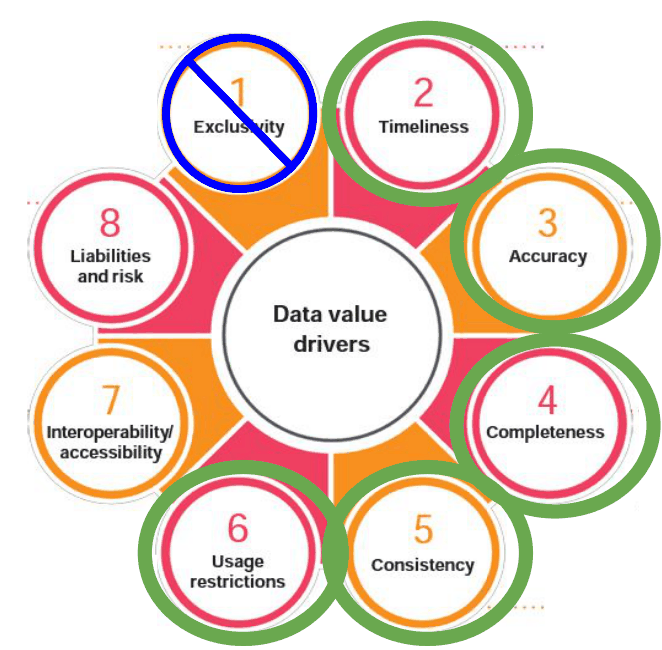 1
Exclusivity
2
Timeliness
3
Accuracy
4
Completeness
5
Consistency
6
Usage
restrictions
7
Interoperability/
accessibility
8
Liabilities
and risk
Data value
drivers